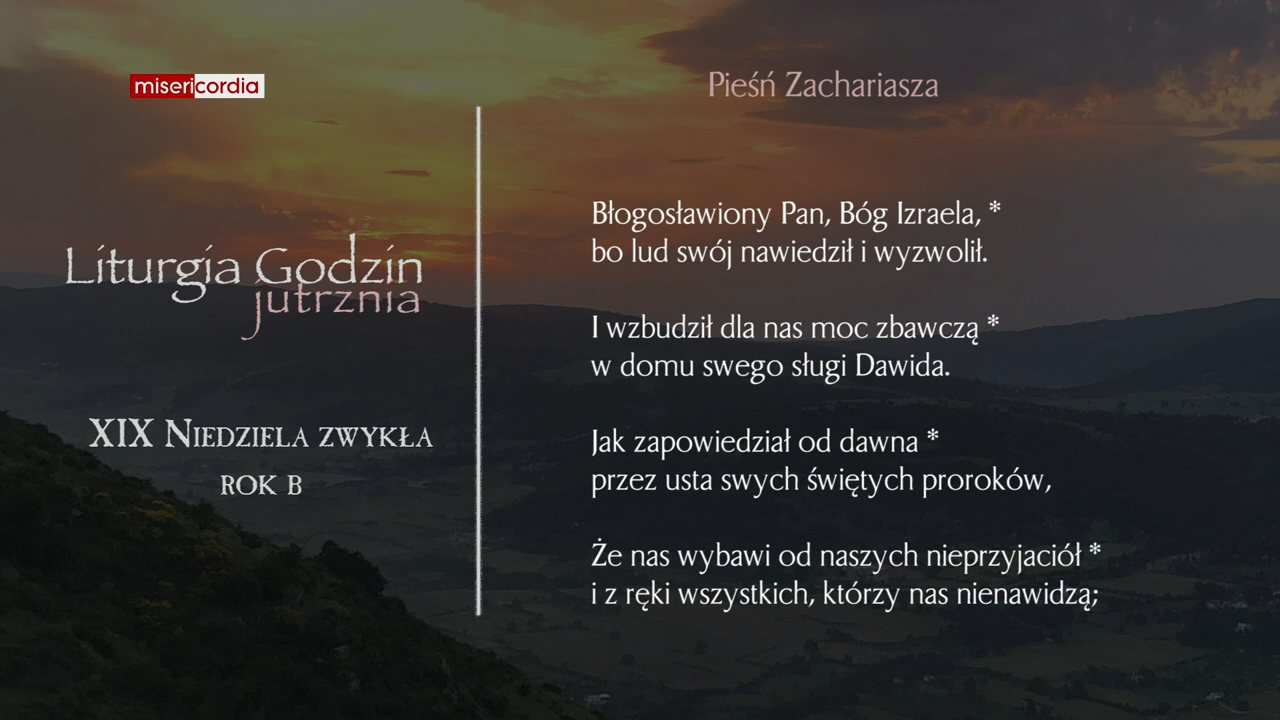 misericordia
Liturgia Godzin
jutrznia
XIX Niedziela zwykła
rok B
Pieśń Zachariasza
Błogosławiony Pan, Bóg Izraela, *
bo lud swój nawiedził i wyzwolił.
I wzbudził dla nas moc zbawczą *
w domu swego sługi Dawida.
Jak zapowiedział od dawna *
przez usta swych świętych proroków,
Że nas wybawi od naszych nieprzyjaciół *
i z ręki wszystkich, którzy nas nienawidzą;